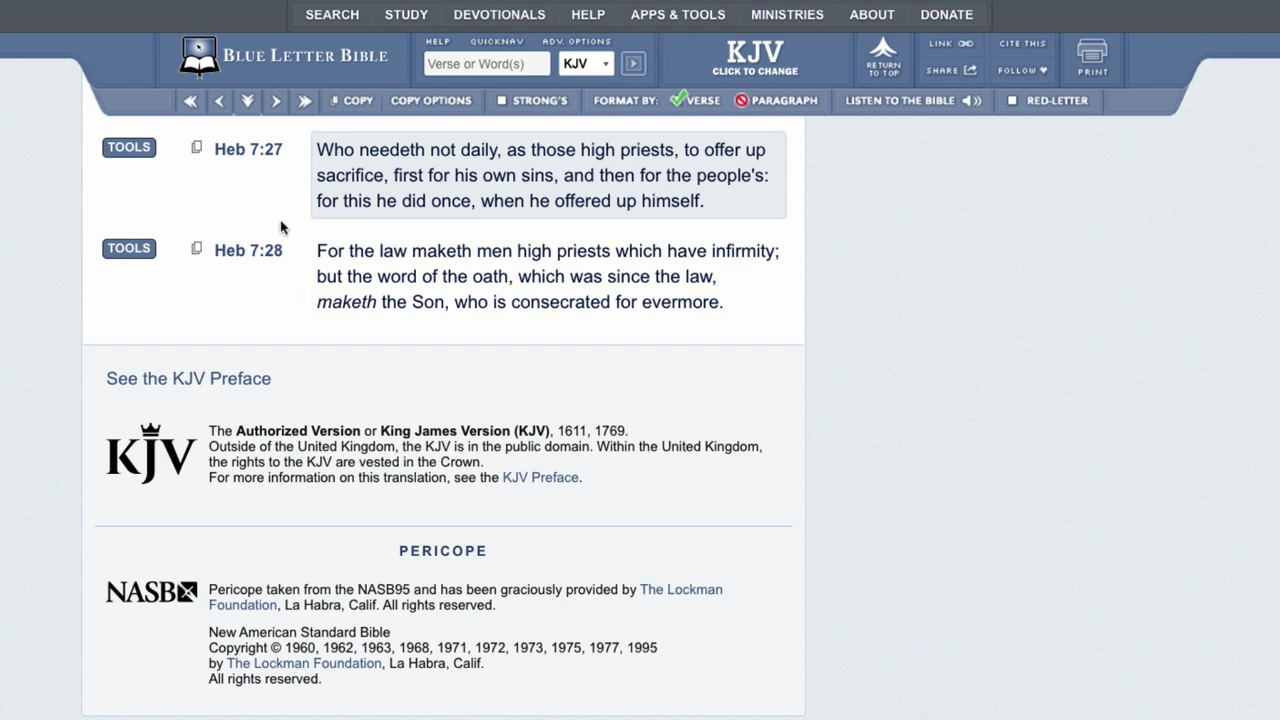 SEARCH STUDY DEVOTIONALS HELP APPS & TOOLS MINISTRIES ABOUT DONATE
BLUE LETTER BIBLE
HELP QUICKNAV ADV. OPTIONS
Verse or Word(s) KJV
KJV
CLICK TO CHANGE
RETURN
TO TOP
LINK CITE THIS
SHARE FOLLOW
PRINT
COPY COPY OPTIONS STRONG'S FORMAT BY: VERSE PARAGRAPH LISTEN TO THE BIBLE RED-LETTER
TOOLS Heb 7:27 Who needeth not daily, as those high priests, to offer up
sacrifice, first for his own sins, and then for the people's:
for this he did once, when he offered up himself.
TOOLS Heb 7:28 For the law maketh men high priests which have infirmity;
but the word of the oath, which was since the law,
maketh the Son, who is consecrated for evermore.
See the KJV Preface
KJV
The Authorized Version or King James Version (KJV), 1611, 1769.
Outside of the United Kingdom, the KJV is in the public domain. Within the United Kingdom,
the rights to the KJV are vested in the Crown.
For more information on this translation, see the KJV Preface.
PERICOPE
NASB
Pericope taken from the NASB95 and has been graciously provided by The Lockman
Foundation, La Habra, Calif. All rights reserved.
New American Standard Bible
Copyright © 1960, 1962, 1963, 1968, 1971, 1972, 1973, 1975, 1977, 1995
by The Lockman Foundation, La Habra, Calif.
All rights reserved.